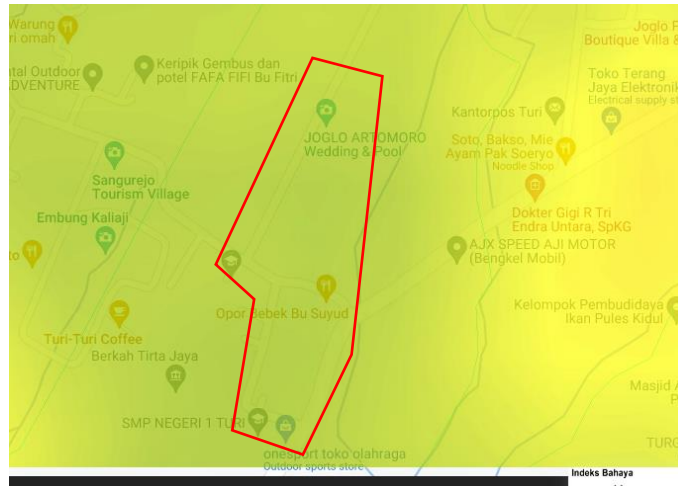 Warung
ri omah
Joglo
Boutique Villa &
Keripik Gembus dan
potel FAFA FIFI Bu Fitri
tal Outdoor
ADVENTURE
Toko Terang
Jaya Elektronik
Electrical supply st
Kantorpos Turi
JOGLO ARTOMORO
Wedding & Pool
Soto, Bakso, Mie
Ayam Pak Soeryo
Noodle Shop
Sangurejo
Tourism Village
Embung Kaliaji
Dokter Gigi R Tri
Endra Untara, SpKG
to
AJX SPEED AJI MOTOR
(Bengkel Mobil)
Opor Bebek Bu Suyud
Kelompok Pembudidaya
Ikan Pules Kidul
Turi-Turi Coffee
Berkah Tirta Jaya
Masjid
SMP NEGERI 1 TURI
onesport toko olahraga
Outdoor sports store
TURG
Indeks Bahaya